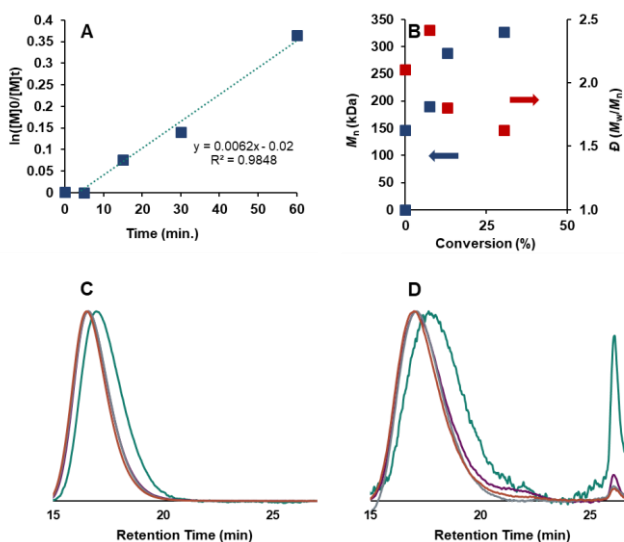 A
ln([M]0/[M]t)
0.4
0.35
0.3
0.25
0.2
0.15
0.1
0.05
0
y = 0.0062x - 0.02
R² = 0.9848
0 20 40 60
Time (min.)
B
Mn (kDa)
350
300
250
200
150
100
50
0
2.5
2.0
1.5
1.0
Đ (Mw/Mn)
0 25 50
Conversion (%)
C
15 20 25
Retention Time (min)
D
15 20 25
Retention Time (min)